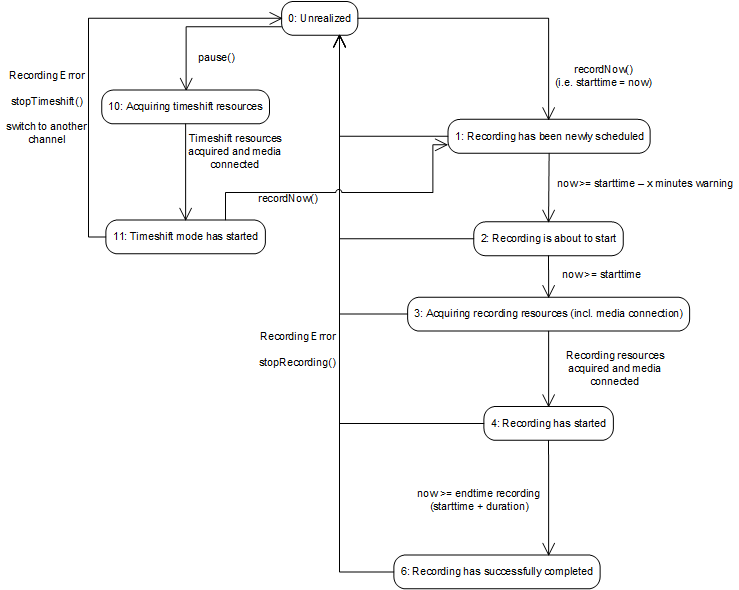 0: Unrealized
pause()
Recording Error
stopTimeshift()
switch to another
channel
recordNow()
(i.e. starttime = now)
10: Acquiring timeshift resources
Timeshift resources
acquired and media
connected
1: Recording has been newly scheduled
now>= starttime – x minutes warning
recordNow()
11: Timeshift mode has started
2: Recording is about to start
now>= starttime
3: Acquiring recording resources (incl. media connection)
Recording Error
stopRecording()
Recording resources
acquired and media
connected
4: Recording has started
now >= endtime recording
(starttime + duration)
6: Recording has successfully completed